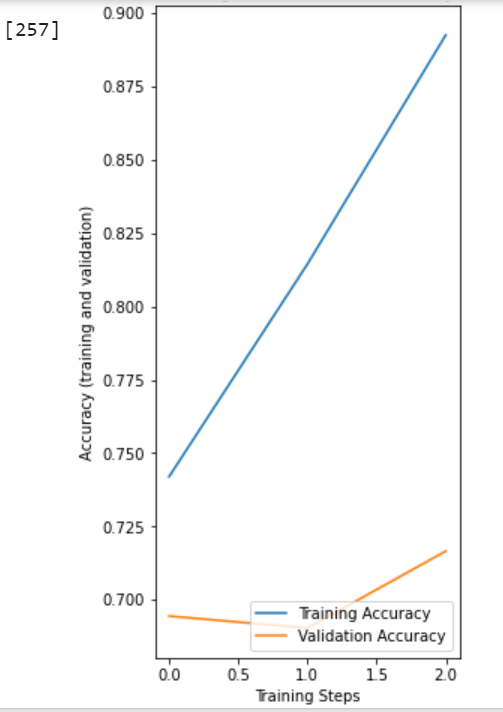 [257]
0.900
0.875
0.850
0.825
0.800
0.775
0.750
0.725
0.700
Accuracy (training and validation)
Training Accuracy
Validation Accuracy
0.0 0.5 1.0 1.5 2.0
Training Steps